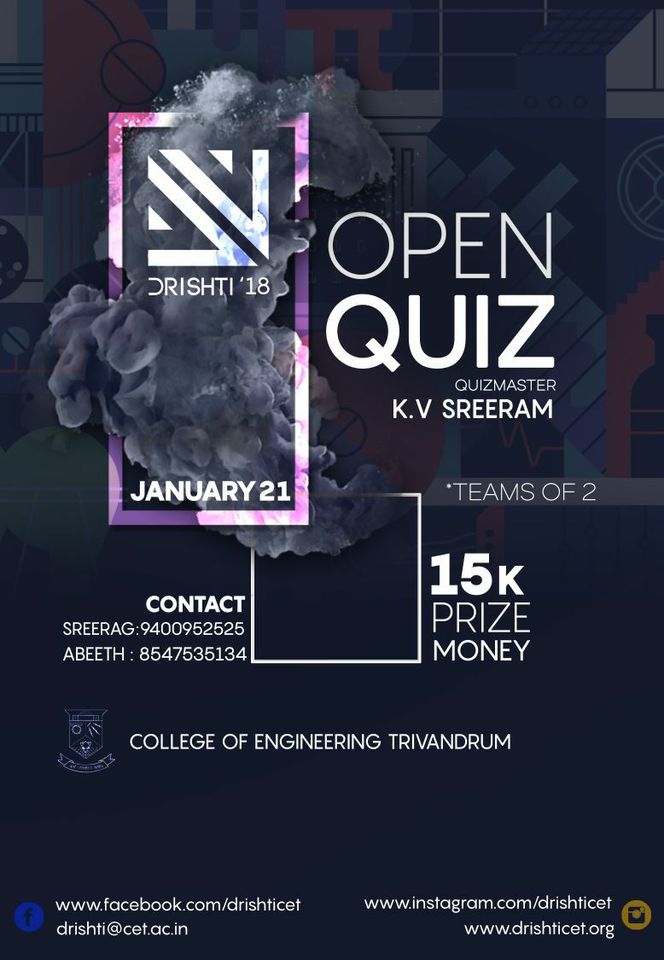 DRISHTI '18
OPEN
QUIZ
QUIZMASTER
K.V SREERAM
JANUARY 21
*TEAMS OF 2
15K
PRIZE
MONEY
CONTACT
SREERAG:9400952525
ABEETH : 8547535134
COLLEGE OF ENGINEERING TRIVANDRUM
www.facebook.com/drishticet
drishti@cet.ac.in
www.instagram.com/drishticet
www.drishticet.org